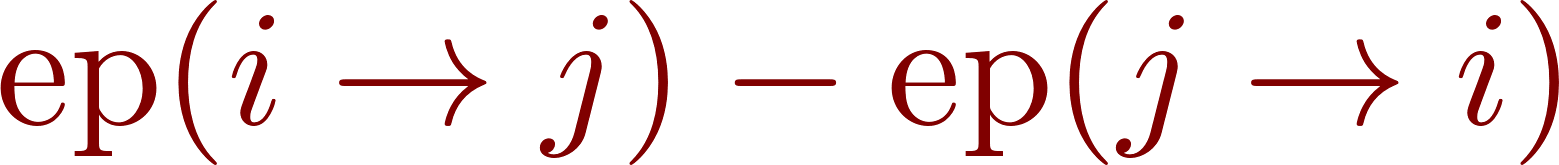 ep(i → j) − ep(j → i)